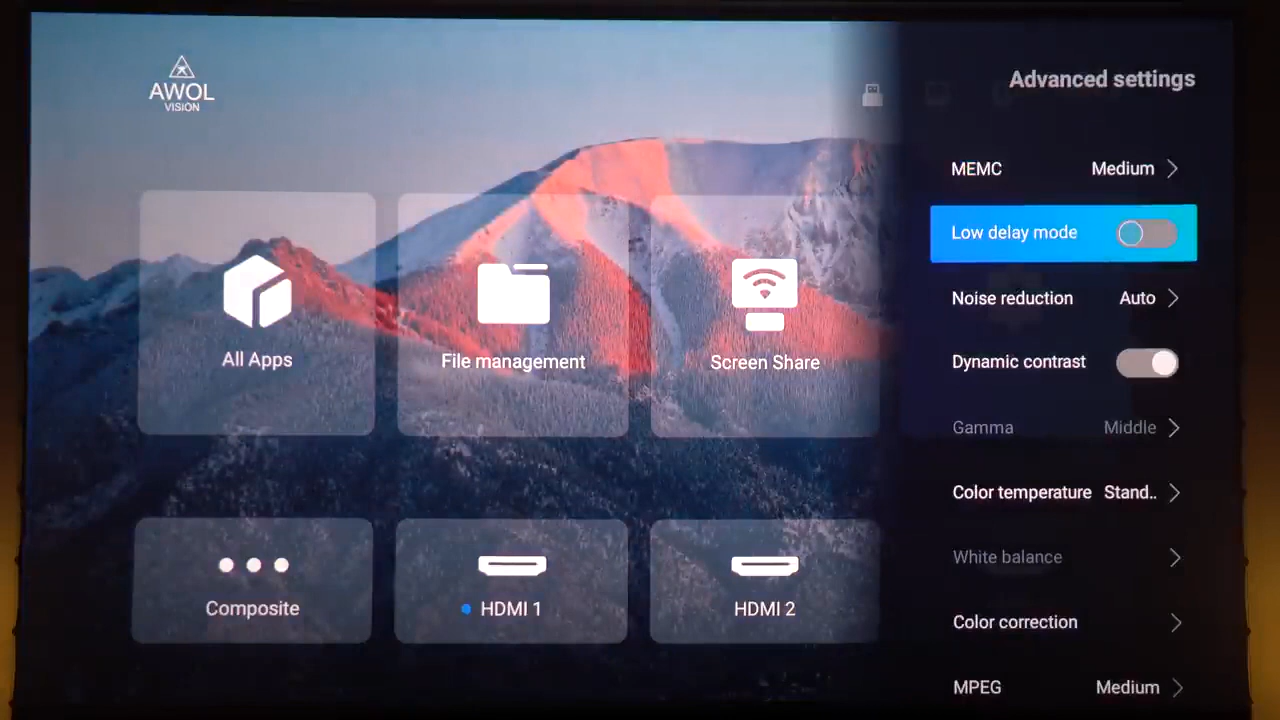 AWOL
VISION
Advanced settings
MEMC Medium
Low delay mode
Noise reduction Auto
Dynamic contrast
Gamma Middle
Color temperature Stand..
White balance
Color correction
MPEG Medium
All Apps
File management
Screen Share
Composite
HDMI 1
HDMI 2